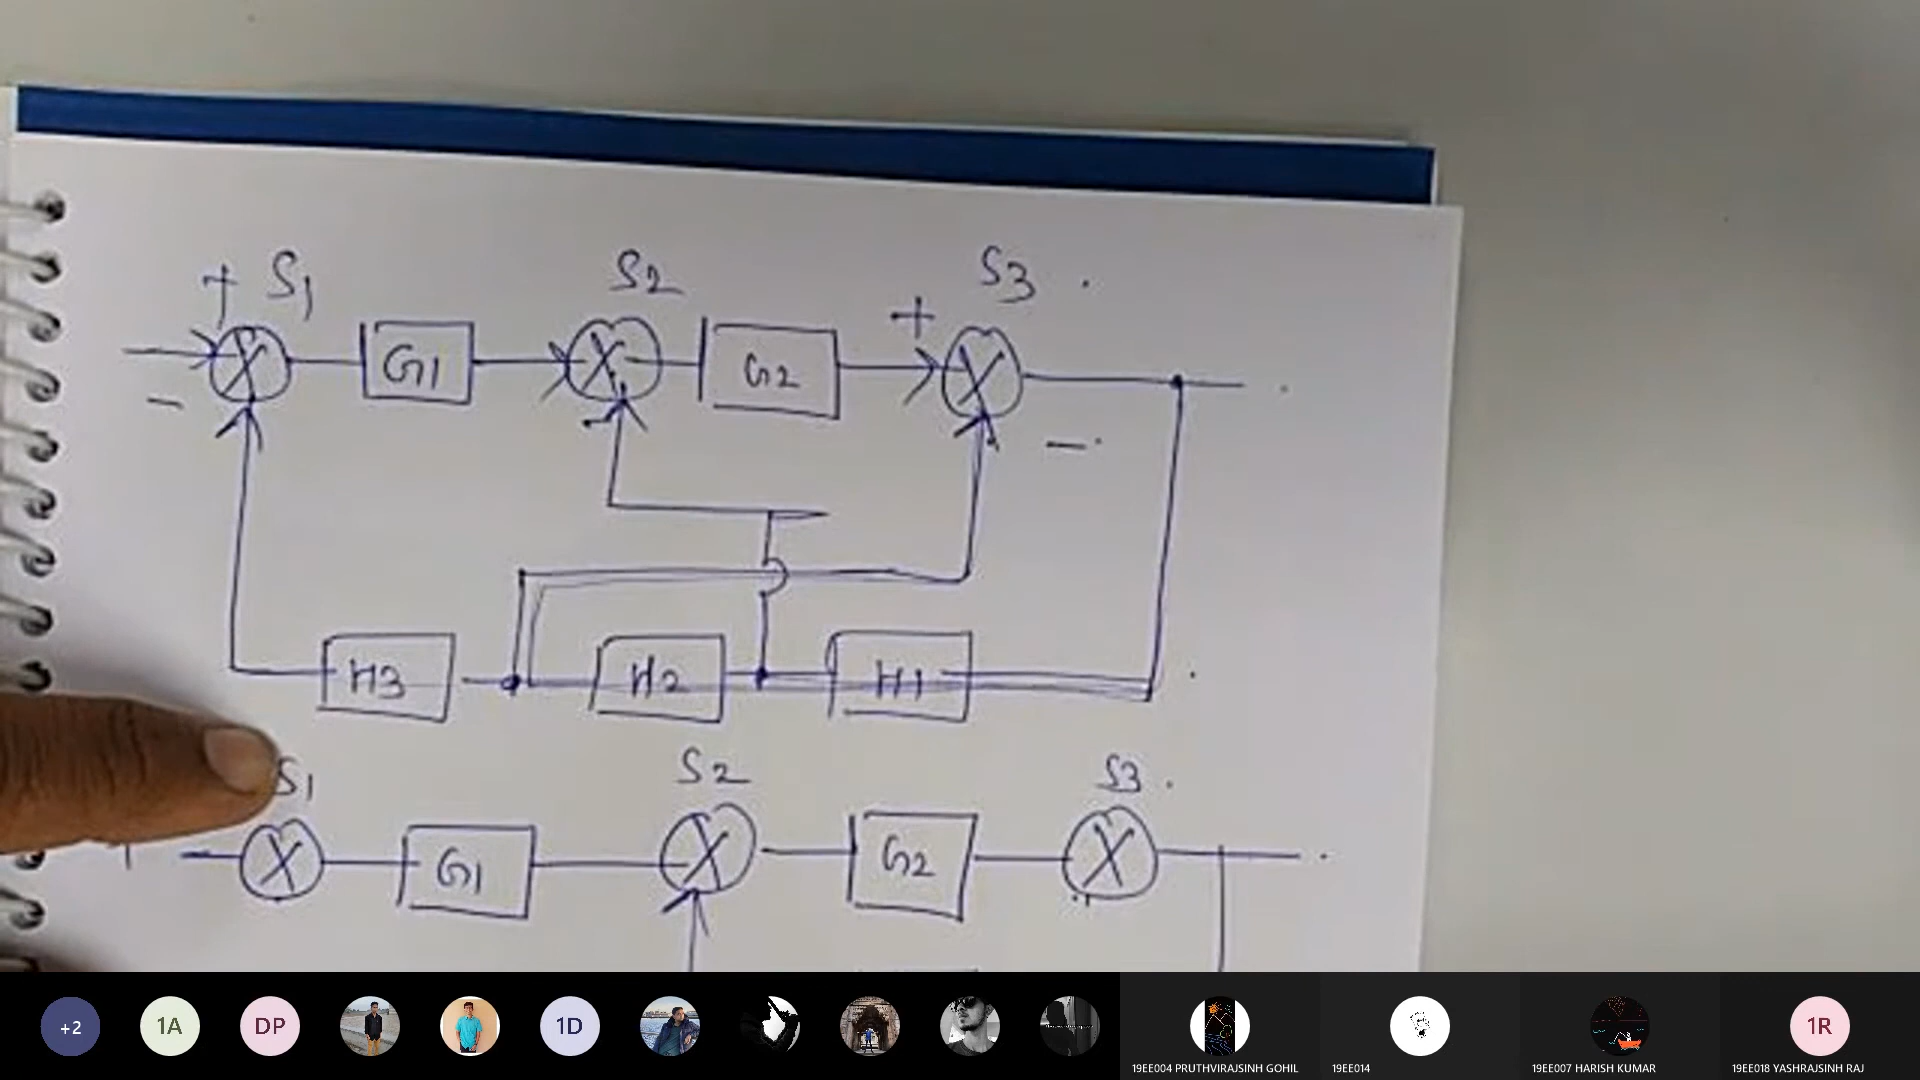 + S1 S2 S3
+
G1 G2
-
-
-
H3 H2 H1
S1 S2 S3
G1 G2
+2 1A DP 1D 1R
19EE004 PRUTHVIRAJSINH GOHIL 19EE014 19EE007 HARISH KUMAR 19EE018 YASHRAJSINH RAJ